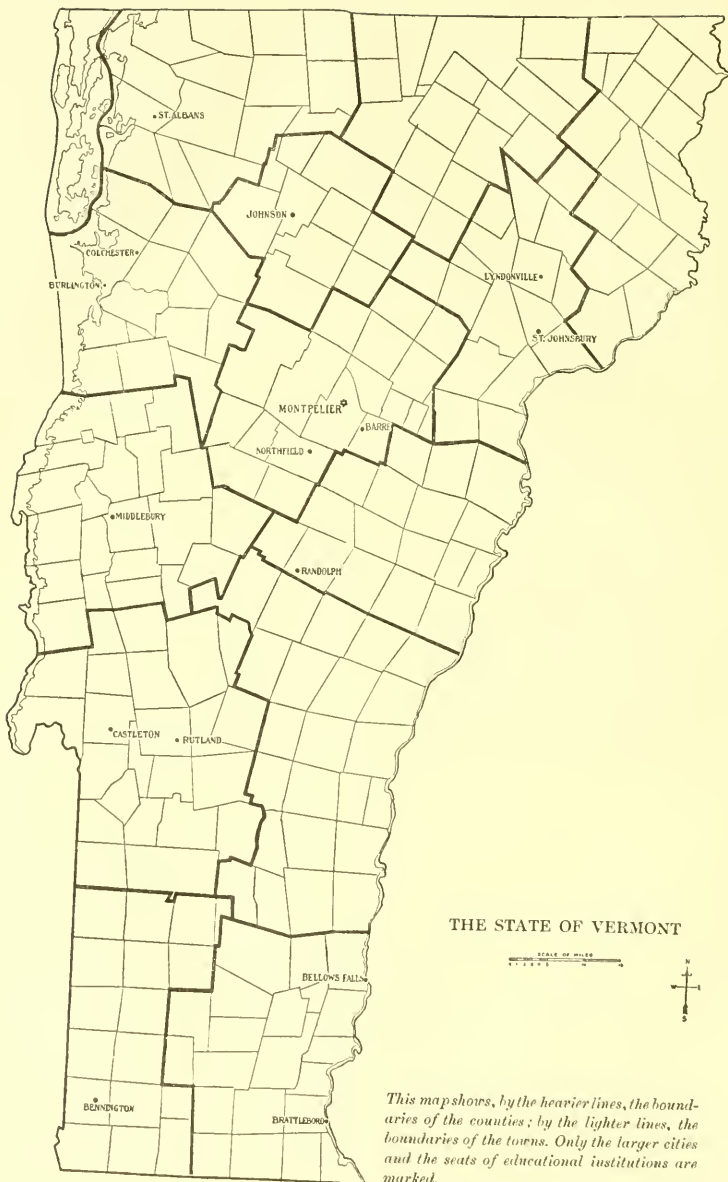 ST. ALBANS
JOHNSON
COLCHESTER
BURLINGTON
LYNDONVILLE
ST. JOHNSBURY
MONTPELIER
BARRE
NORTHFIELD
MIDDLEBURY
RANDOLPH
CASTLETON
RUTLAND
THE STATE OF VERMONT
SCALE OF MILES
N
W E
S
BELLOWS FALLS
BENNINGTON
BRATTLEBORO
This map shows, by the heavier lines, the bound-
aries of the counties; by the lighter lines, the
boundaries of the towns. Only the larger cities
and the seats of educational institutions are
marked.